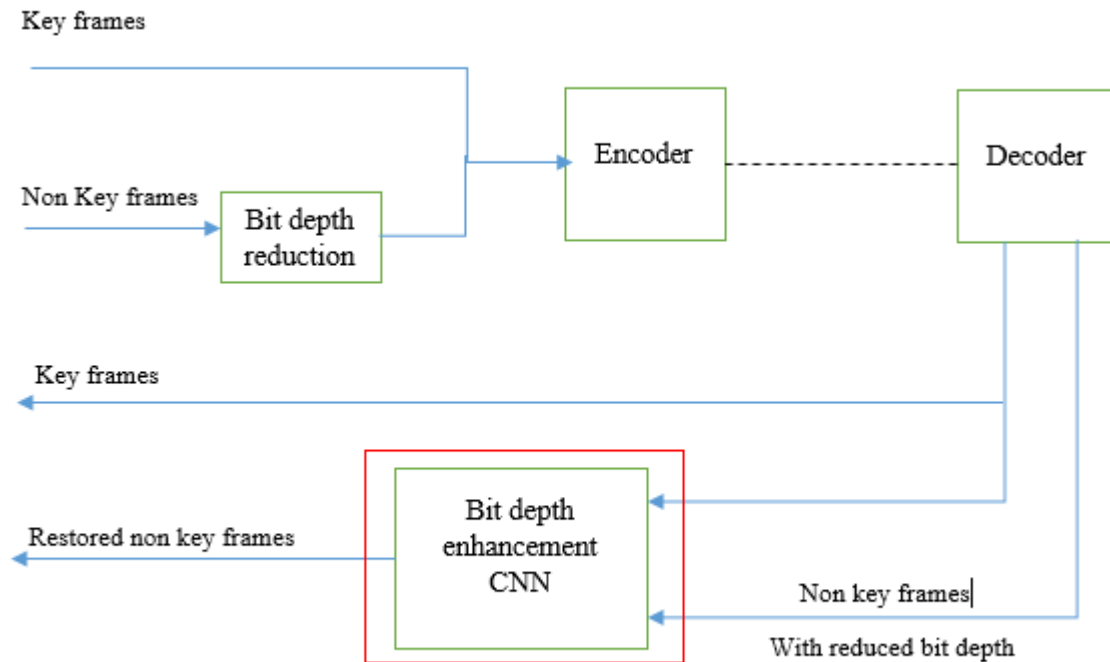 Key frames
Non Key frames
Bit depth
reduction
Encoder
Decoder
Key frames
Bit depth
enhancement
CNN
Restored non key frames
Non key frames
With reduced bit depth